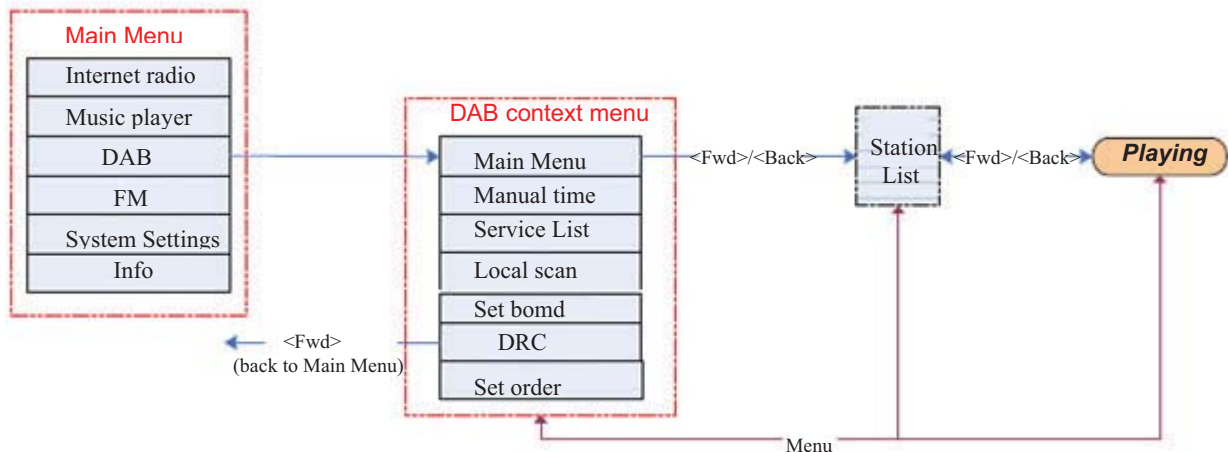 Main Menu
Internet radio
Music player
DAB
FM
System Settings
Info
<Fwd>
(back to Main Menu)
DAB context menu
Main Menu
Manual time
Service List
Local scan
Set bomd
DRC
Set order
<Fwd>/<Back>
Station
List
<Fwd>/<Back>
Playing
Menu